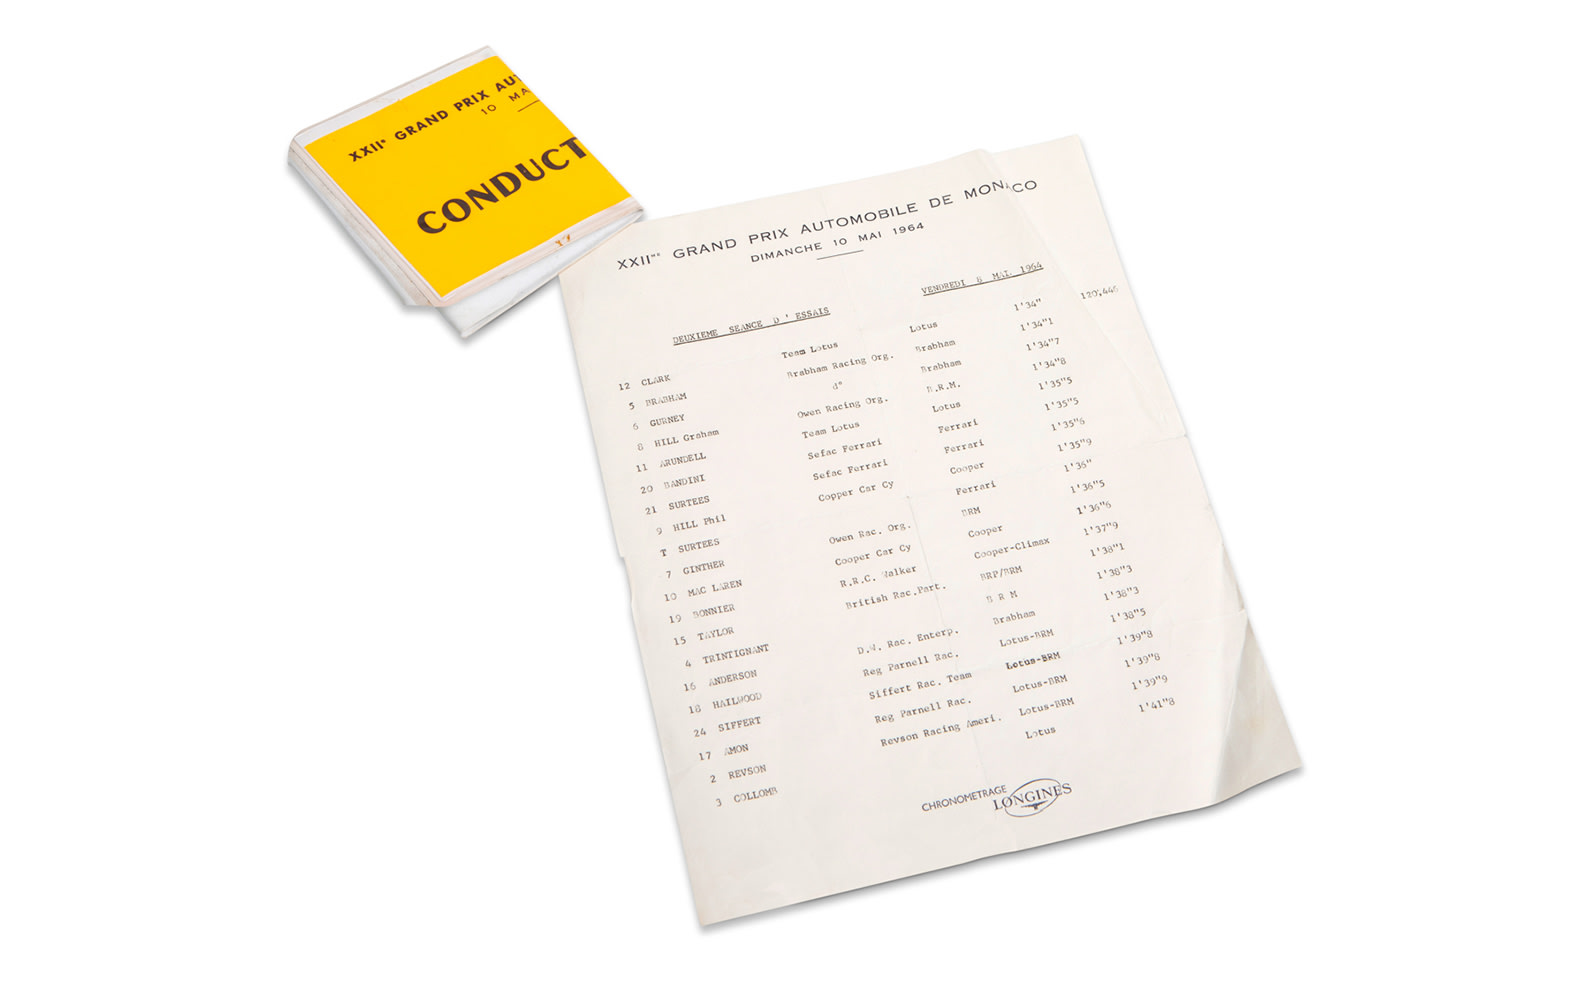 XXIIe GRAND PRIX AU
10 MA
CONDUCT
XXIIme GRAND PRIX AUTOMOBILE DE MONACO
DIMANCHE 10 MAI 1964
DEUXIEME SEANCE D'ESSAIS VENDREDI 8 MAI 1964
12 CLARK Team Lotus Lotus 1'34" 120,446
5 BRABHAM Brabham Racing Org. Brabham 1'34"1
6 GURNEY d° Brabham 1'34"7
8 HILL Graham Owen Racing Org. B.R.M. 1'34"8
11 ARUNDELL Team Lotus Lotus 1'35"5
20 BANDINI Sefac Ferrari Ferrari 1'35"5
21 SURTEES Sefac Ferrari Ferrari 1'35"6
9 HILL Phil Copper Car Cy Cooper 1'35"9
T SURTEES Ferrari 1'36"
7 GINTHER Owen Rac. Org. BRM 1'36"5
10 MAC LAREN Cooper Car Cy Cooper 1'36"6
19 BONNIER R.R.C. Walker Cooper-Climax 1'37"9
15 TAYLOR British Rac.Part. BRP/BRM 1'38"1
4 TRINTIGNANT B R M 1'38"3
16 ANDERSON D.W. Rac. Enterp. Brabham 1'38"3
18 HAILWOOD Reg Parnell Rac. Lotus-BRM 1'38"5
24 SIFFERT Siffert Rac. Team Lotus-BRM 1'39"8
17 AMON Reg Parnell Rac. Lotus-BRM 1'39"8
2 REVSON Revson Racing Ameri. Lotus-BRM 1'39"9
3 COLLOMB Lotus 1'41"8
CHRONOMETRAGE LONGINES